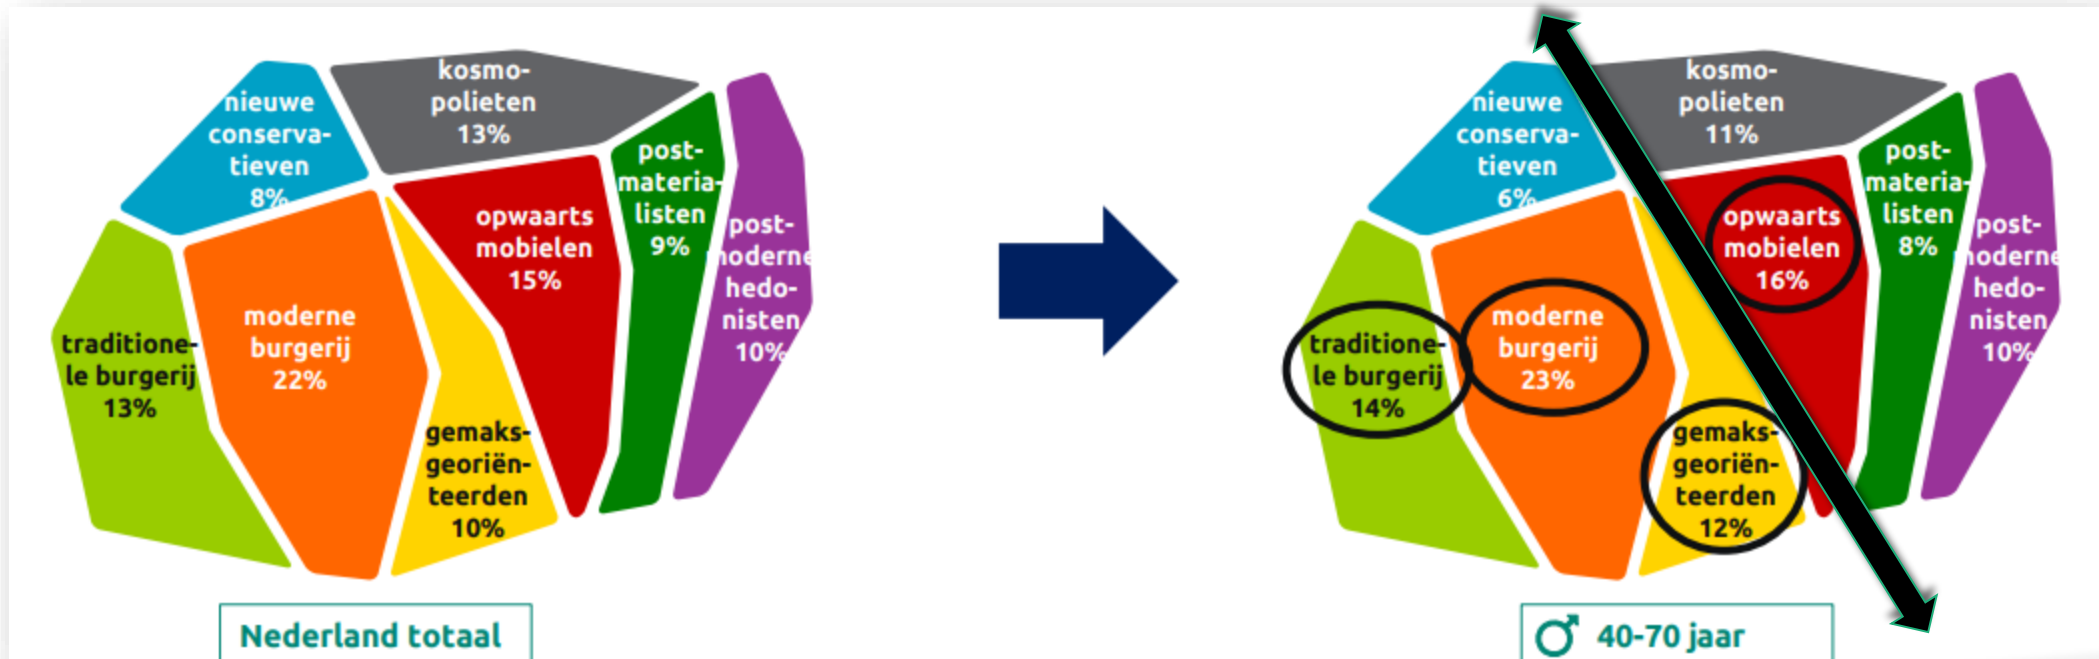 kosmo-
polieten
13%
nieuwe
conserva-
tieven
8%
post-
materia-
listen
9%
opwaarts
mobielen
15%
post-
moderne
hedo-
nisten
10%
moderne
burgerij
22%
traditione-
le burgerij
13%
gemaks-
georiën-
teerden
10%
Nederland totaal
kosmo-
polieten
11%
nieuwe
conserva-
tieven
6%
post-
materia-
listen
8%
opwaarts
mobielen
16%
post-
moderne
hedo-
nisten
10%
moderne
burgerij
23%
traditione-
le burgerij
14%
gemaks-
georiën-
teerden
12%
♂ 40-70 jaar